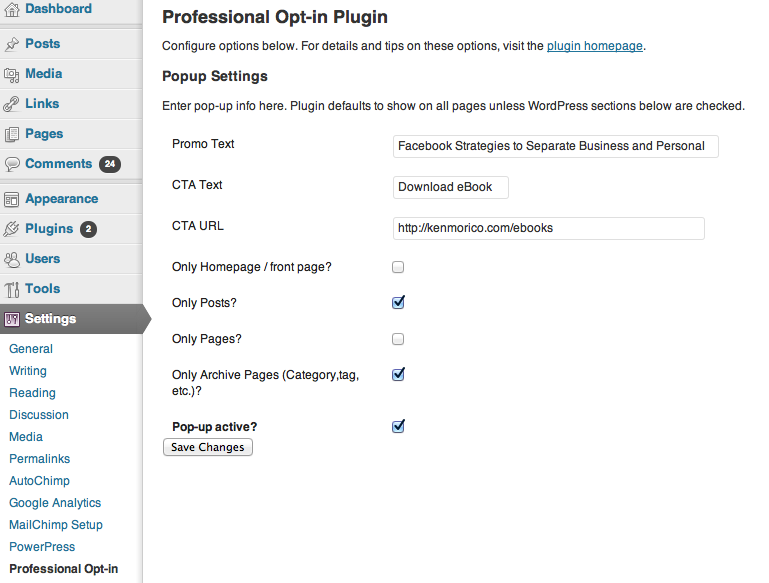 Dashboard
Posts
Media
Links
Pages
Comments 24
Appearance
Plugins 2
Users
Tools
Settings
General
Writing
Reading
Discussion
Media
Permalinks
AutoChimp
Google Analytics
MailChimp Setup
PowerPress
Professional Opt-in
Professional Opt-in Plugin
Configure options below. For details and tips on these options, visit the plugin homepage.
Popup Settings
Enter pop-up info here. Plugin defaults to show on all pages unless WordPress sections below are checked.
Promo Text
Facebook Strategies to Separate Business and Personal
CTA Text
Download eBook
CTA URL
http://kenmorico.com/ebooks
Only Homepage / front page?
Only Posts?
Only Pages?
Only Archive Pages (Category,tag,
etc.)?
Pop-up active?
Save Changes